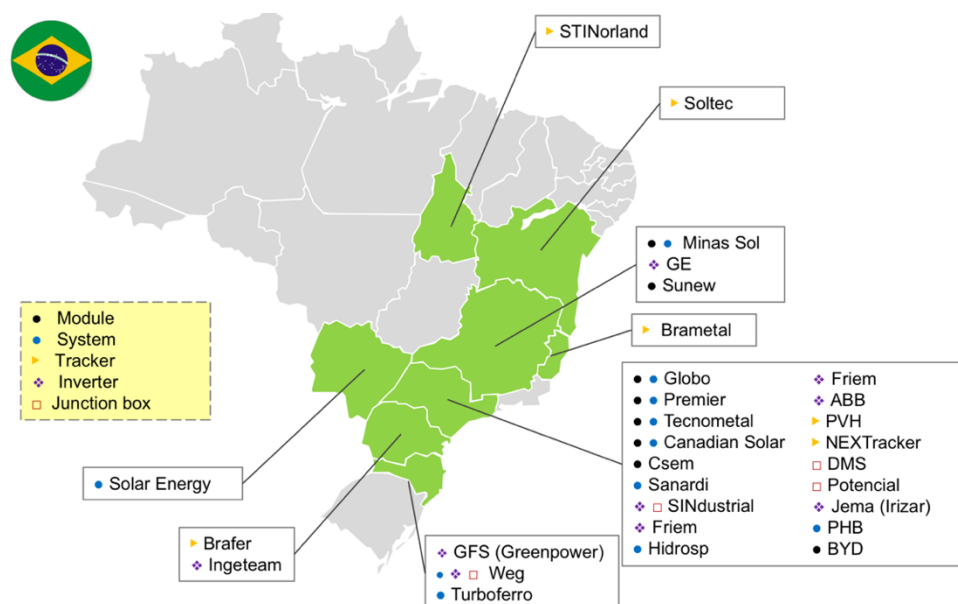 STINorland
Soltec
Minas Sol
GE
Sunew
Brametal
Module
System
Tracker
Inverter
Junction box
Globo
Premier
Tecnometal
Canadian Solar
Csem
Sanardi
SINdustrial
Friem
Hidrosp
Friem
ABB
PVH
NEXTracker
DMS
Potencial
Jema (Irizar)
PHB
BYD
Solar Energy
Brafer
Ingeteam
GFS (Greenpower)
Weg
Turboferro